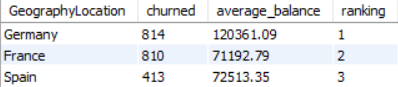 GeographyLocation churned average_balance ranking
Germany 814 120361.09 1
France 810 71192.79 2
Spain 413 72513.35 3